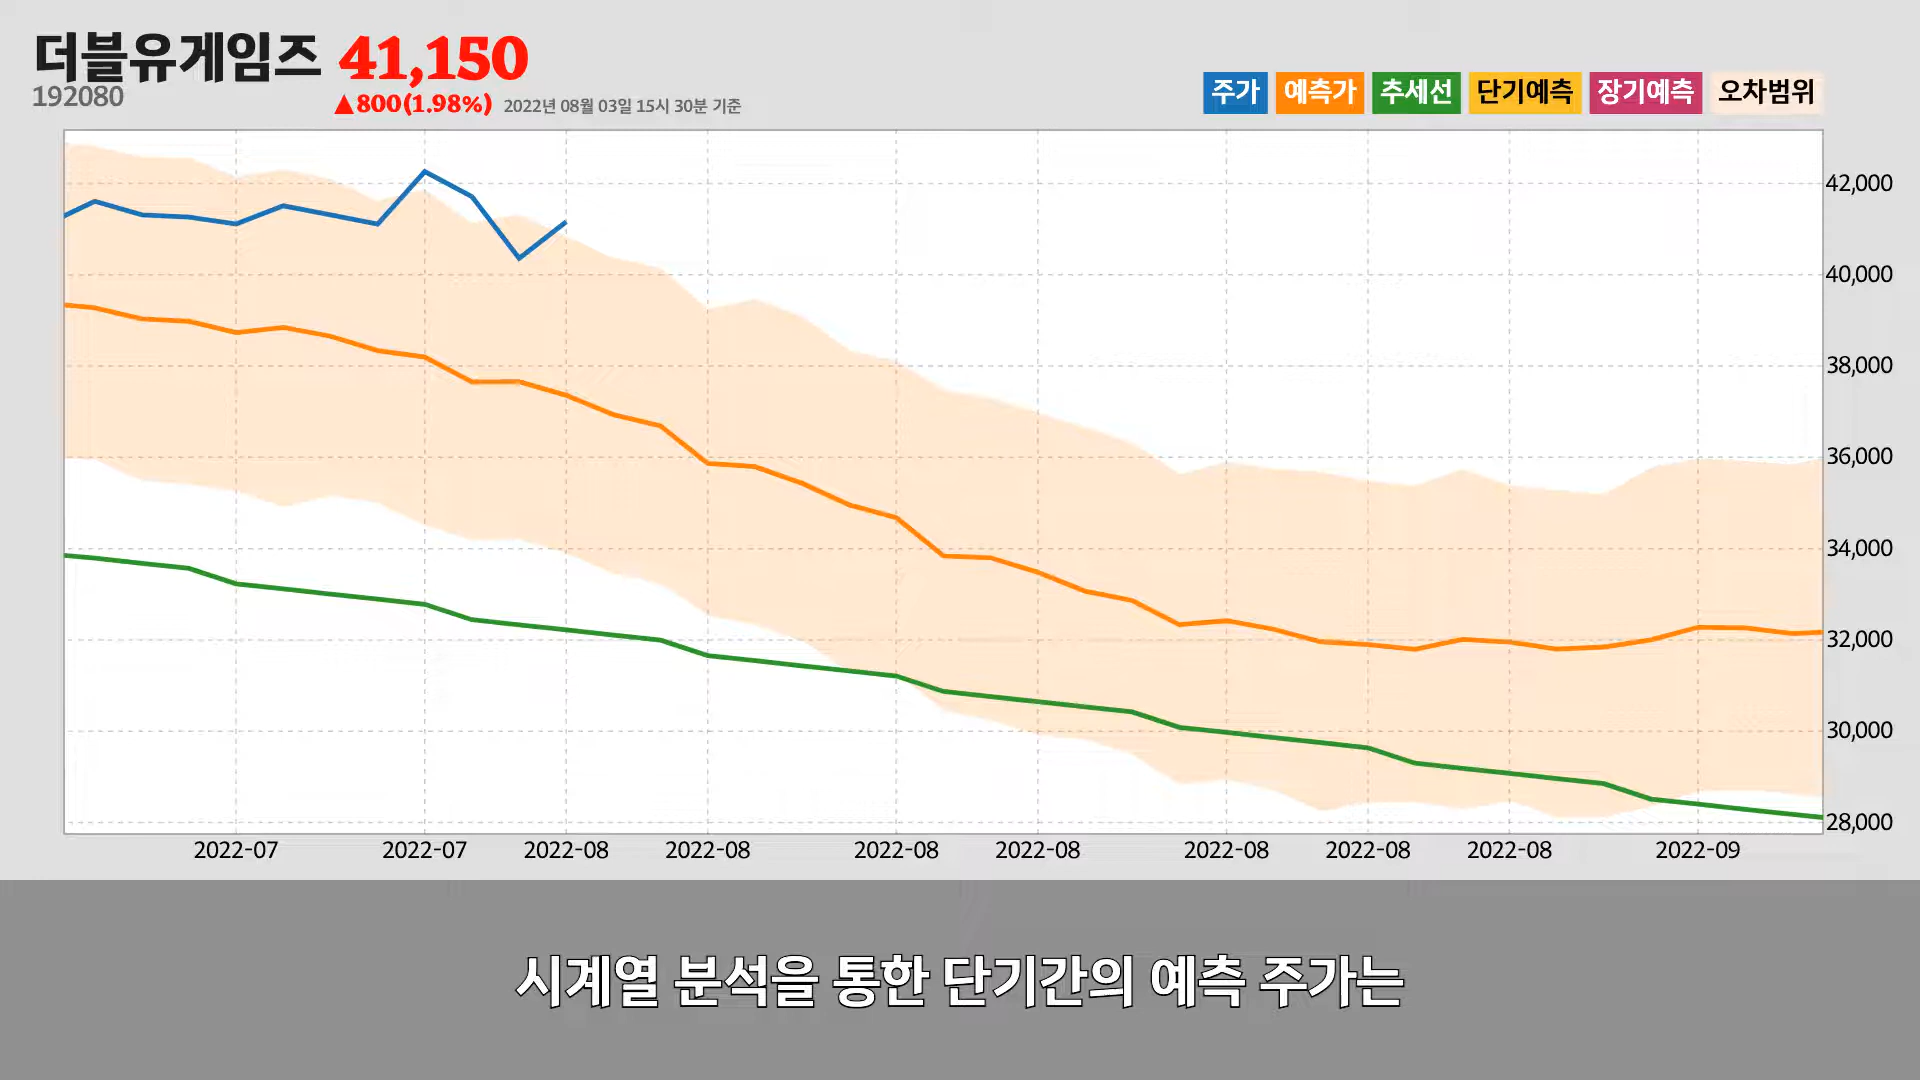 더블유게임즈 41,150
192080
▲800(1.98%) 2022년 08월 03일 15시 30분 기준
주가 예측가 추세선 단기예측 장기예측 오차범위
42,000
40,000
38,000
36,000
34,000
32,000
30,000
28,000
2022-07 2022-07 2022-08 2022-08 2022-08 2022-08 2022-08 2022-08 2022-08 2022-09
시계열 분석을 통한 단기간의 예측 주가는